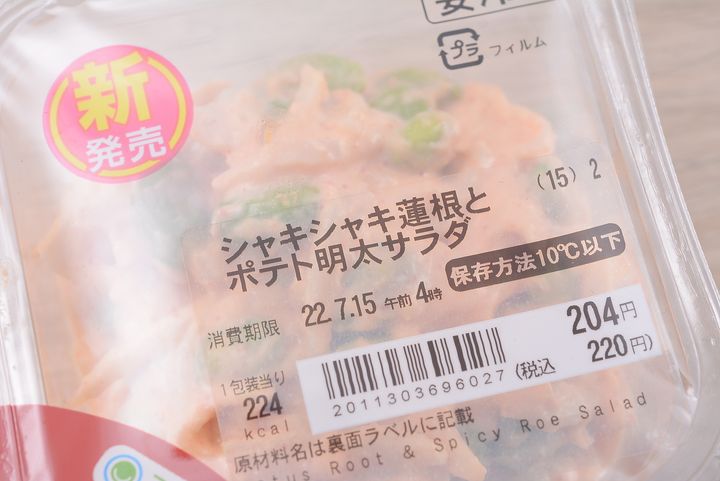 プラ フィルム
新
発売
(15) 2
シャキシャキ蓮根と
ポテト明太サラダ
保存方法10℃以下
消費期限 22.7.15 午前 4時
204円
(税込 220円)
1包装当り
224
kcal
2011303696027
原材料名は裏面ラベルに記載
tus Root & Spicy Roe Salad